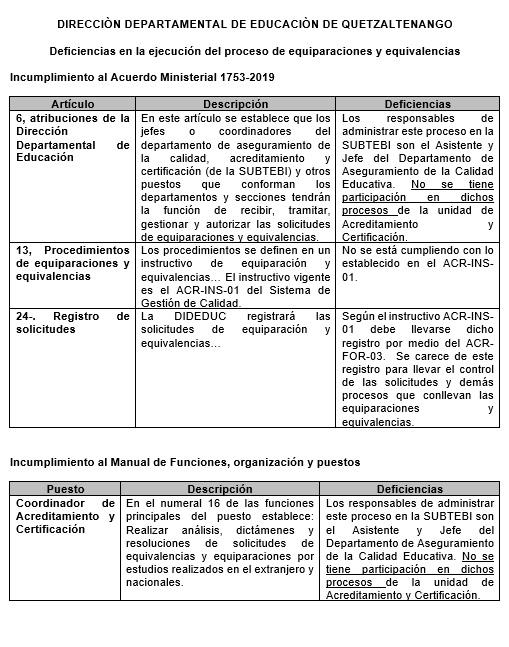 DIRECCIÒN DEPARTAMENTAL DE EDUCACIÒN DE QUETZALTENANGO
Deficiencias en la ejecución del proceso de equiparaciones y equivalencias
Incumplimiento al Acuerdo Ministerial 1753-2019
Artículo
Descripción
Deficiencias
6, atribuciones de la
Dirección
Departamental de
Educación
En este artículo se establece que los
jefes o coordinadores del
departamento de aseguramiento de
la calidad, acreditamiento y
certificación (de la SUBTEBI) y otros
puestos que conforman los
departamentos y secciones tendrán
la función de recibir, tramitar,
gestionar y autorizar las solicitudes
de equiparaciones y equivalencias.
Los responsables de
administrar este proceso en la
SUBTEBI son el Asistente y
Jefe del Departamento de
Aseguramiento de la Calidad
Educativa. No se tiene
participación en dichos
procesos de la unidad de
Acreditamiento y
Certificación.
13, Procedimientos
de equiparaciones y
equivalencias
Los procedimientos se definen en un
instructivo de equiparación y
equivalencias... El instructivo vigente
es el ACR-INS-01 del Sistema de
Gestión de Calidad.
No se está cumpliendo con lo
establecido en el ACR-INS-
01.
24-. Registro de
solicitudes
La DIDEDUC registrará las
solicitudes de equiparación y
equivalencias...
Según el instructivo ACR-INS-
01 debe llevarse dicho
registro por medio del ACR-
FOR-03. Se carece de este
registro para llevar el control
de las solicitudes y demás
procesos que conllevan las
equiparaciones y
equivalencias.
Incumplimiento al Manual de Funciones, organización y puestos
Puesto
Descripción
Deficiencias
Coordinador de
Acreditamiento y
Certificación
En el numeral 16 de las funciones
principales del puesto establece:
Realizar análisis, dictámenes y
resoluciones de solicitudes de
equivalencias y equiparaciones por
estudios realizados en el extranjero y
nacionales.
Los responsables de administrar
este proceso en la SUBTEBI son
el Asistente y Jefe del
Departamento de Aseguramiento
de la Calidad Educativa. No se
tiene participación en dichos
procesos de la unidad de
Acreditamiento y Certificación.